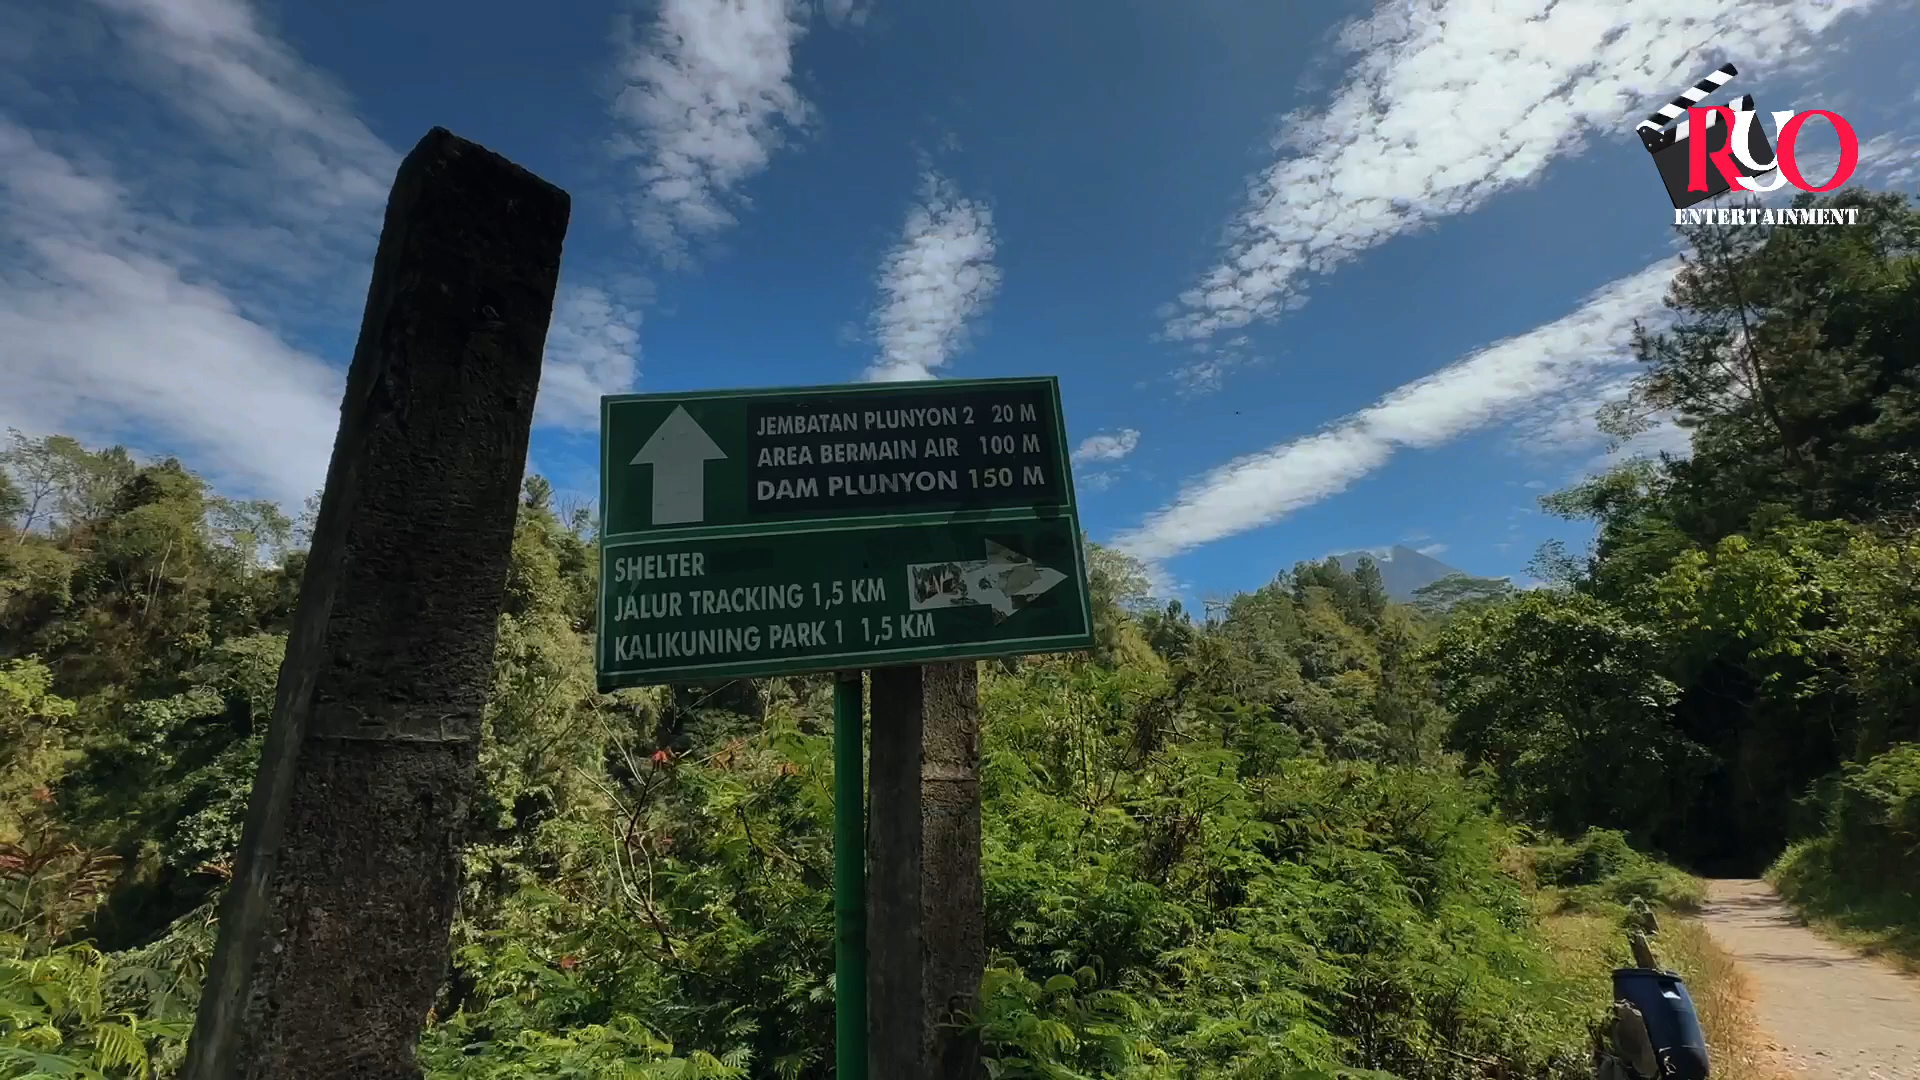 RYO
ENTERTAINMENT
JEMBATAN PLUNYON 2 20 M
AREA BERMAIN AIR 100 M
DAM PLUNYON 150 M
SHELTER
JALUR TRACKING 1,5 KM
KALIKUNING PARK 1 1,5 KM